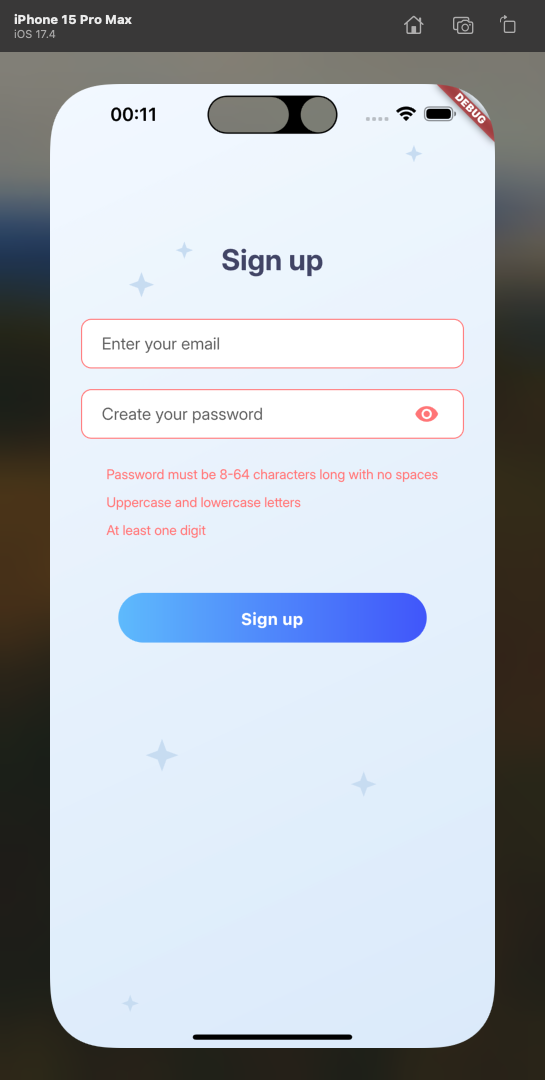 iPhone 15 Pro Max
iOS 17.4
00:11
DEBUG
Sign up
Enter your email
Create your password
Password must be 8-64 characters long with no spaces
Uppercase and lowercase letters
At least one digit
Sign up